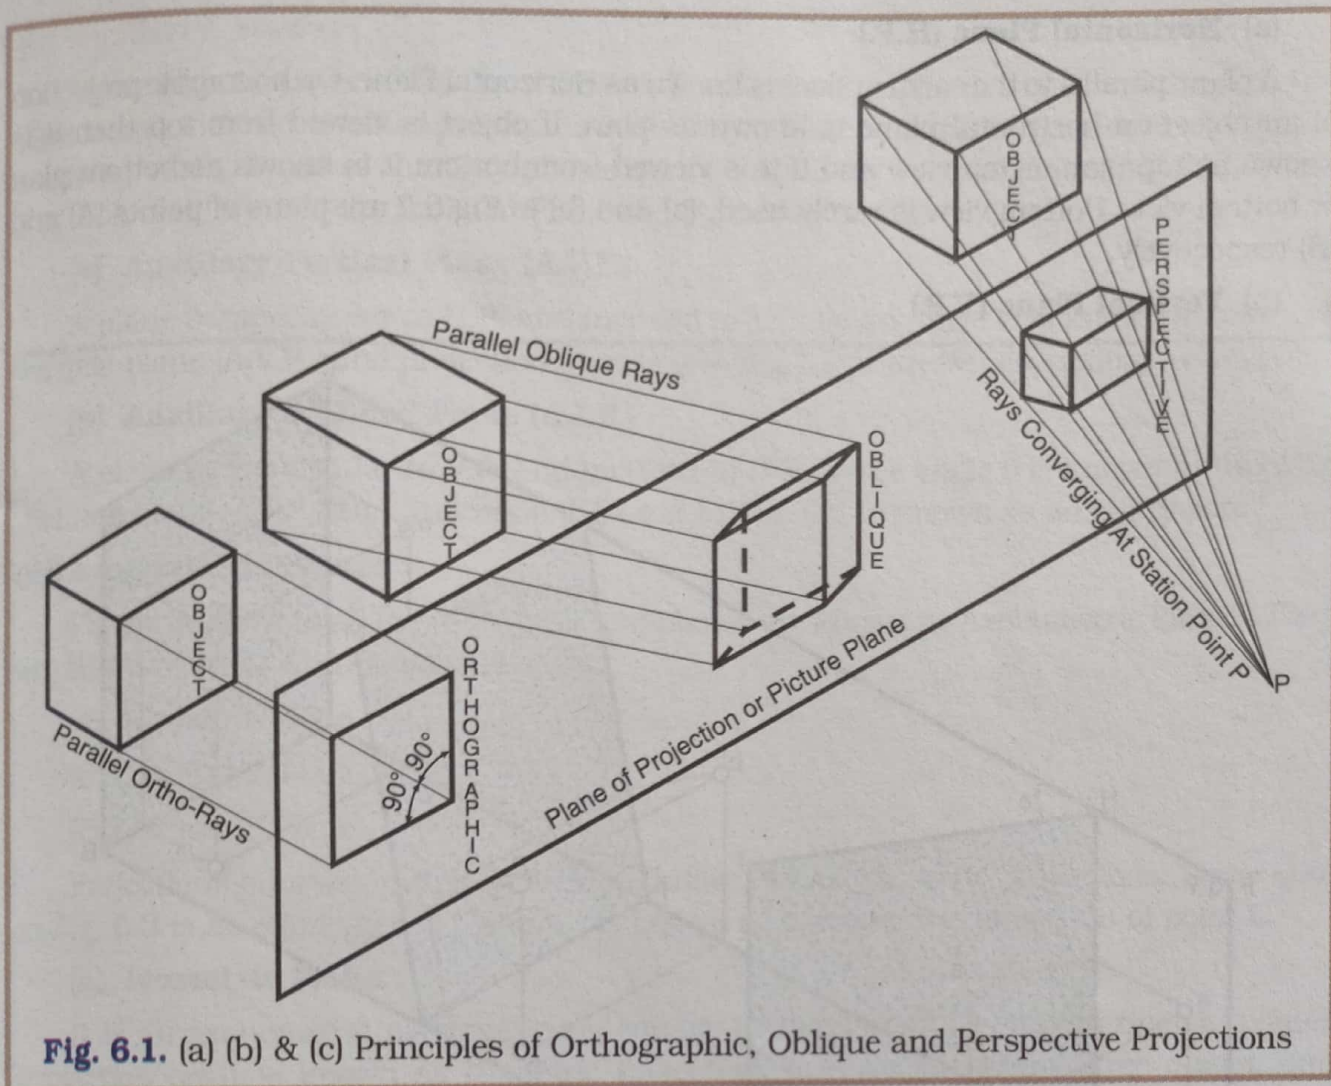 OBJECT
PERSPECTIVE
Parallel Oblique Rays
Rays Converging At Station Point P
OBJECT
OBLIQUE
P
OBJECT
ORTHOGRAPHIC
90° 90°
Parallel Ortho-Rays
Plane of Projection or Picture Plane
Fig. 6.1. (a) (b) & (c) Principles of Orthographic, Oblique and Perspective Projections